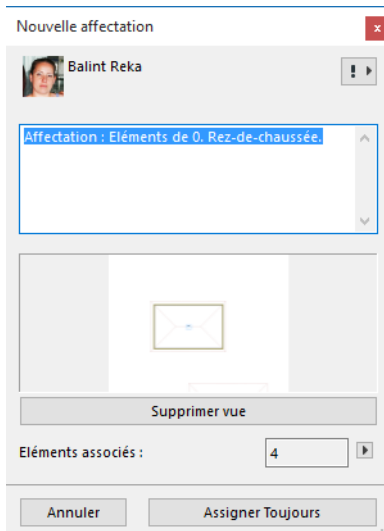 Nouvelle affectation
x
Balint Reka
!
Affectation : Eléments de 0. Rez-de-chaussée.
Supprimer vue
Eléments associés :
4
Annuler
Assigner Toujours